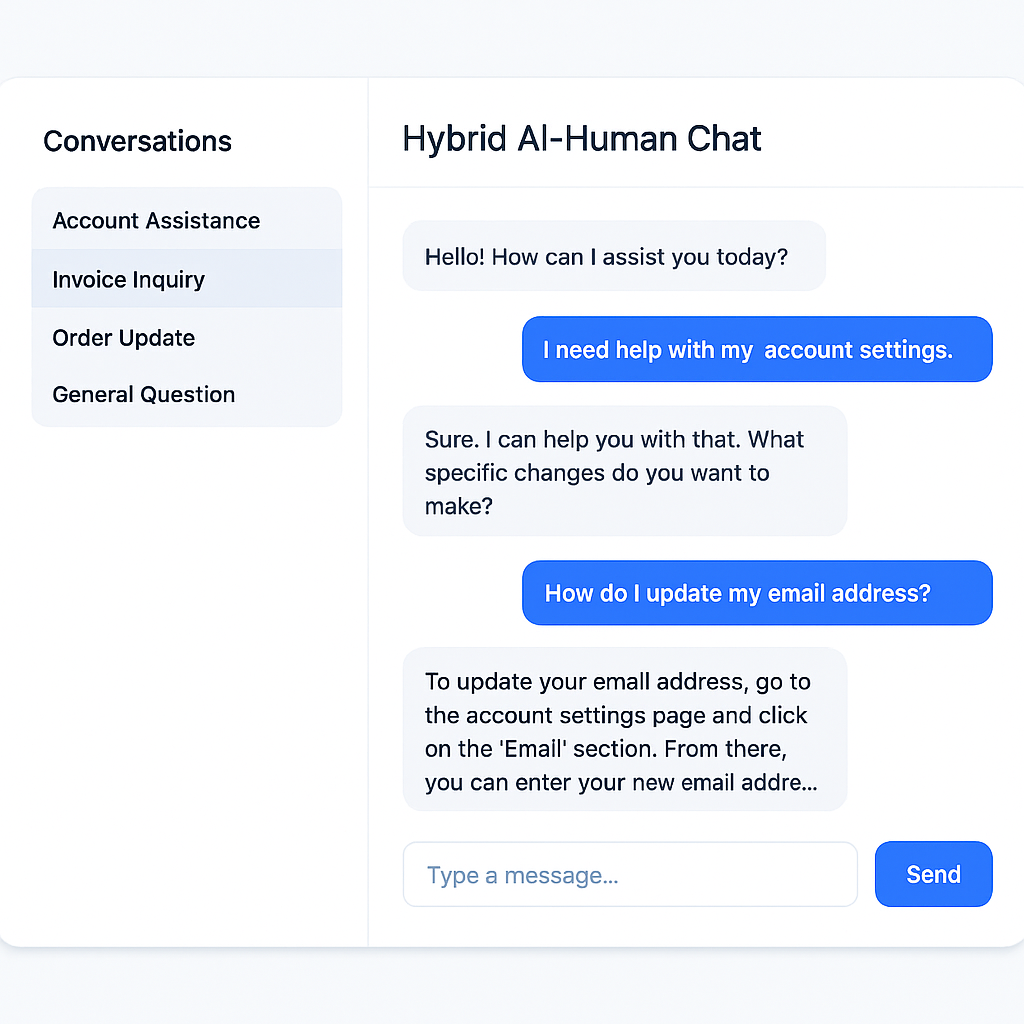 Conversations
Account Assistance
Invoice Inquiry
Order Update
General Question
Hybrid AI-Human Chat
Hello! How can I assist you today?
I need help with my  account settings.
Sure. I can help you with that. What
specific changes do you want to
make?
How do I update my email address?
To update your emall address, go to
the account settings page and click
on the 'Email' section. From there,
you can enter your new email addre...
Type a message...
Send